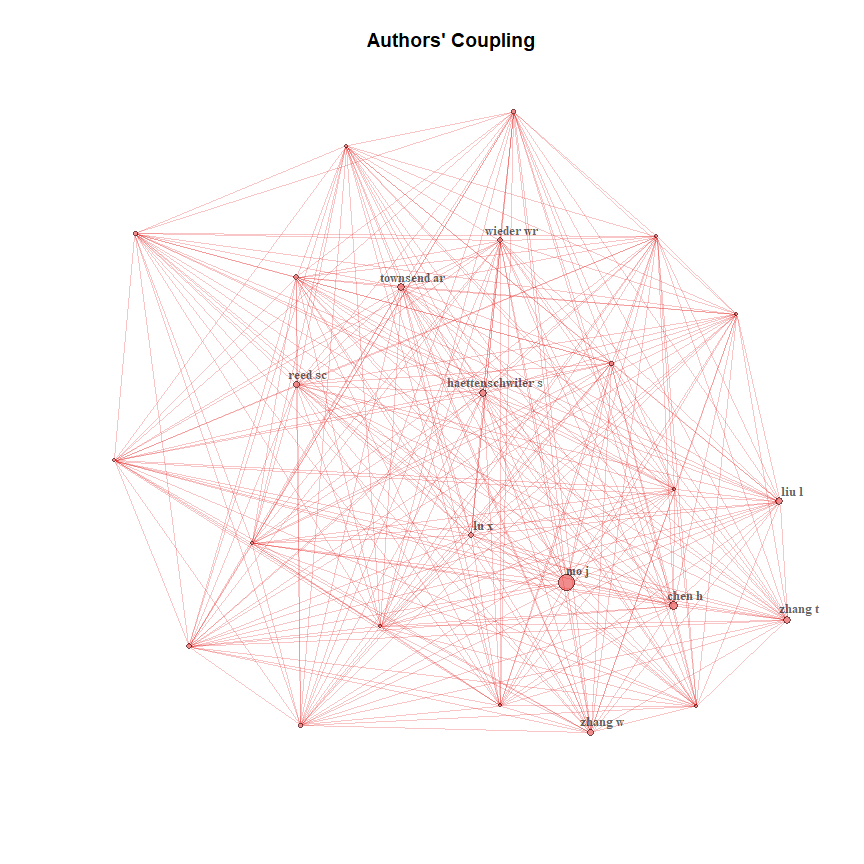 Authors' Coupling
wieder wr
townsend ar
reed sc
haettenschwiler s
liu l
lu x
mo j
chen h
zhang t
zhang w